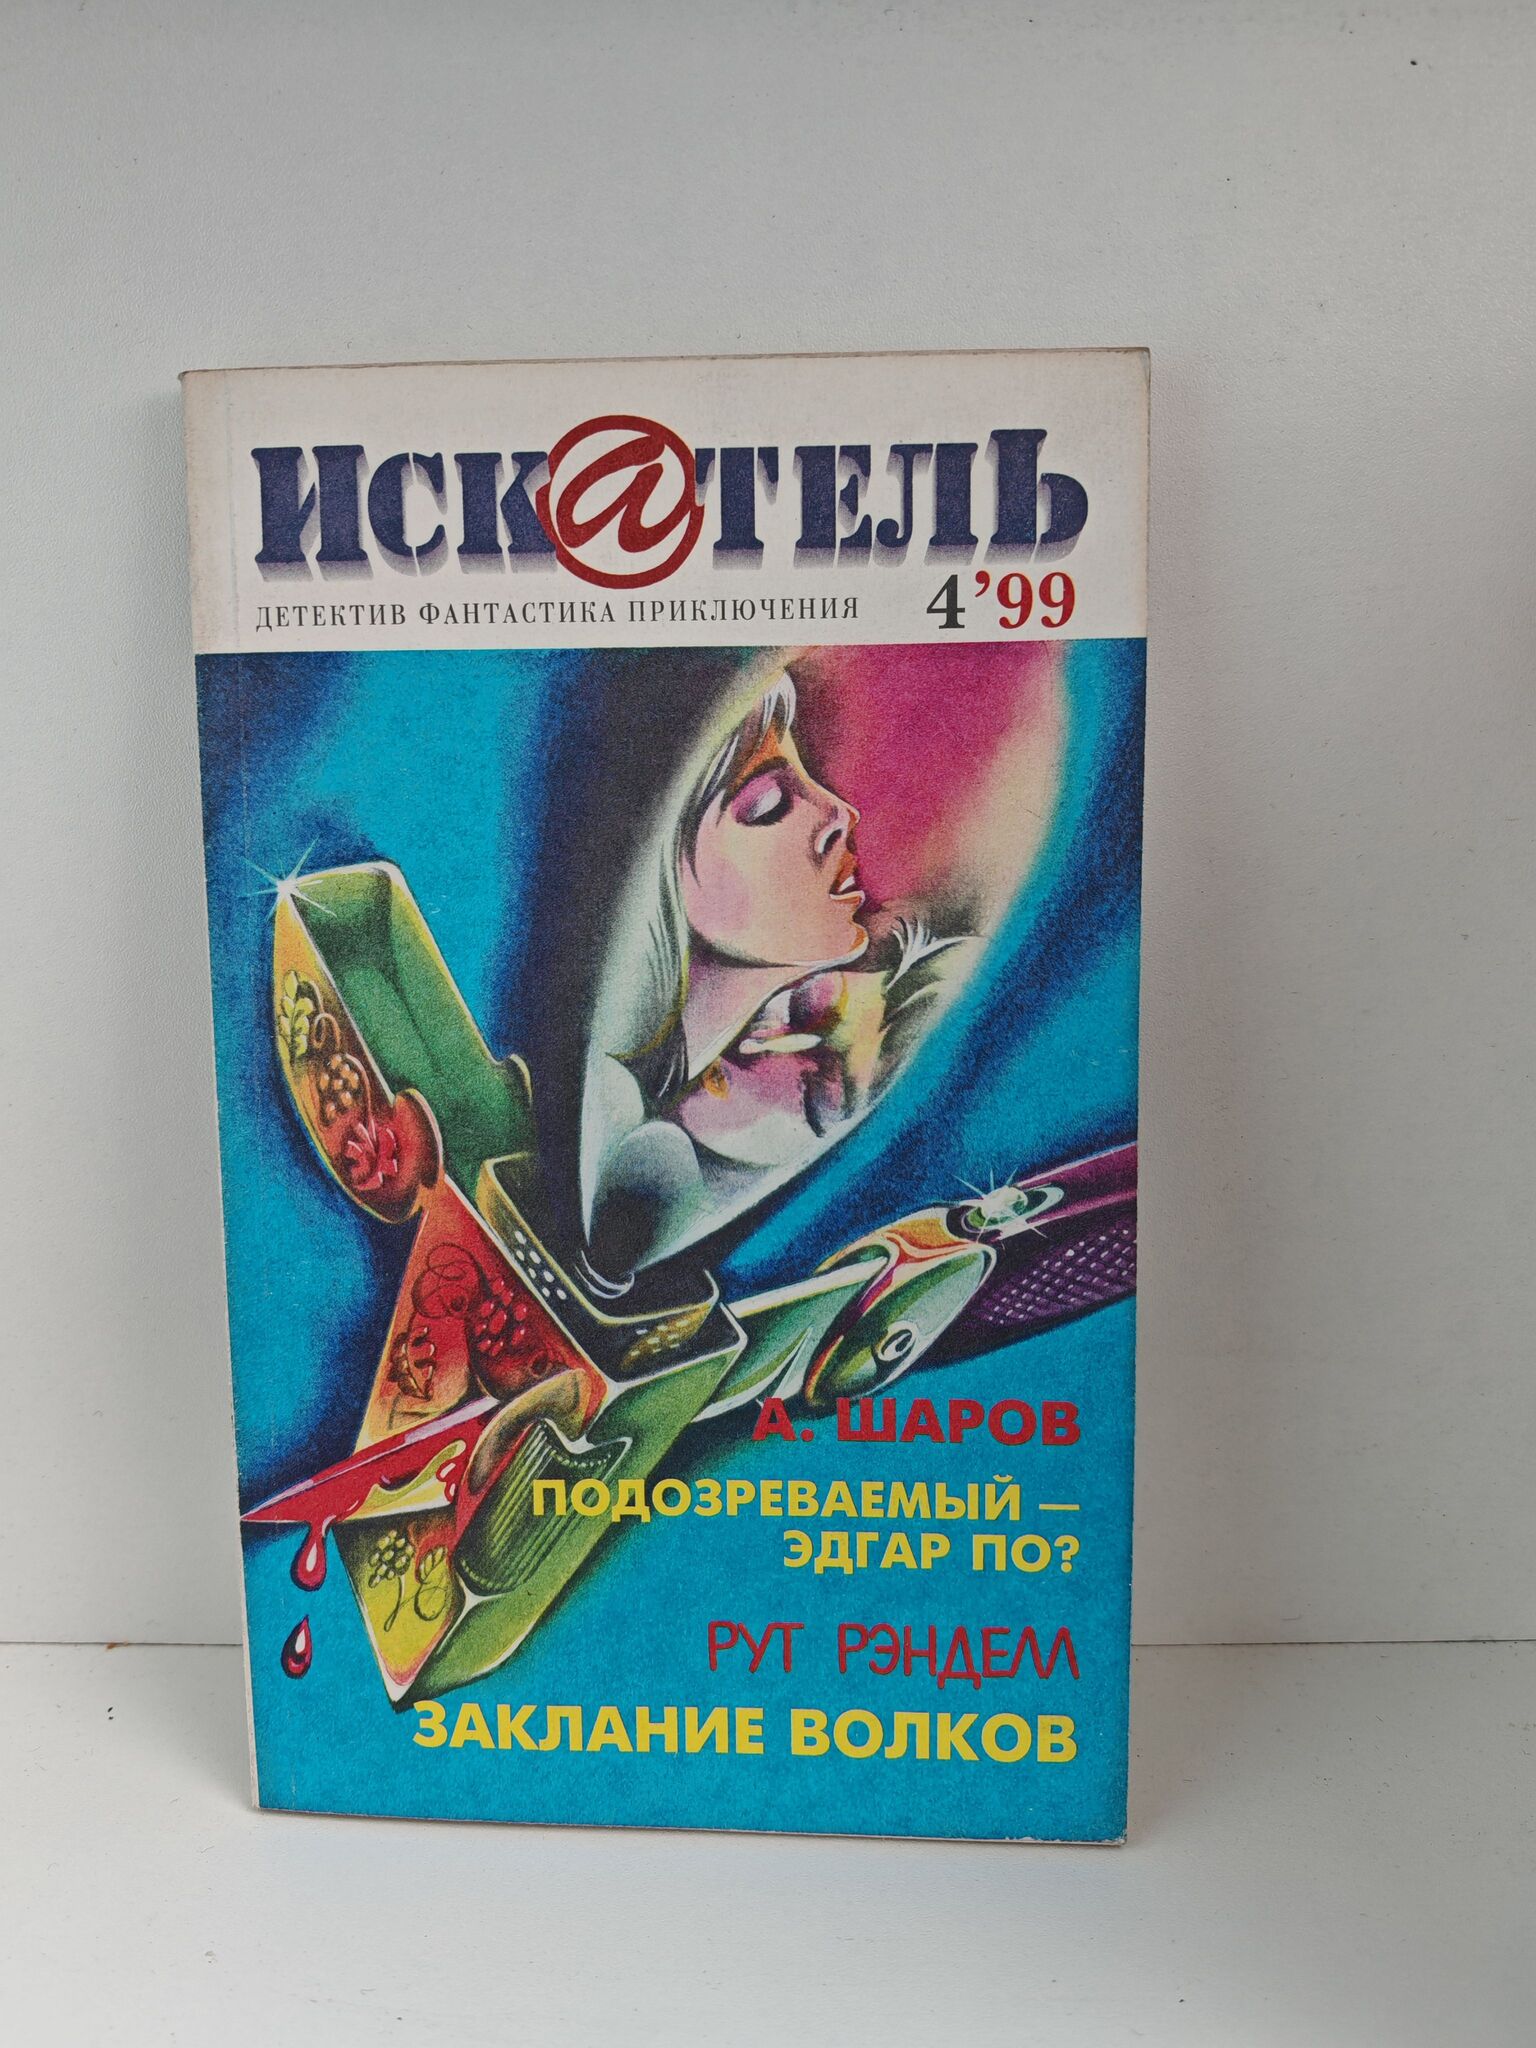 ИСК@ТЕЛЬ
ДЕТЕКТИВ ФАНТАСТИКА ПРИКЛЮЧЕНИЯ 4'99
А. ШАРОВ
ПОДОЗРЕВАЕМЫЙ —
ЭДГАР ПО?
РУТ РЭНДЕЛЛ
ЗАКЛАНИЕ ВОЛКОВ